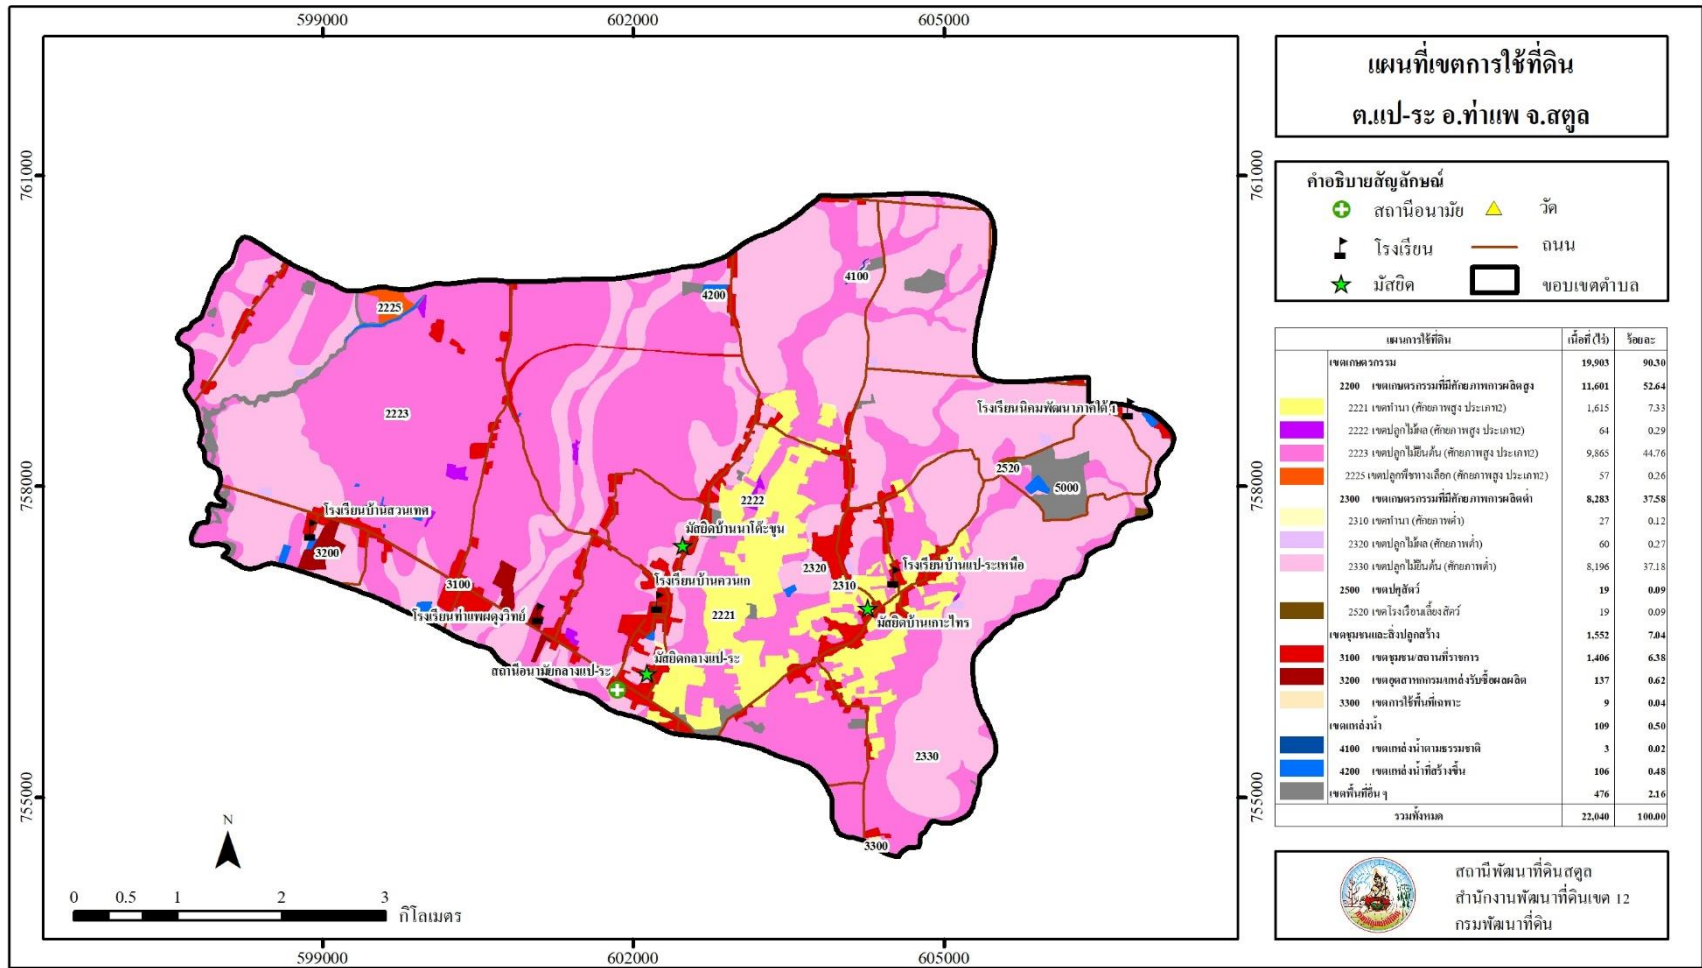 599000 602000 605000
แผนที่เขตการใช้ที่ดิน
ต.แป-ระ อ.ท่าแพ จ.สตูล
761000 761000
คำอธิบายสัญลักษณ์
สถานีอนามัย วัด
โรงเรียน ถนน
มัสยิด ขอบเขตตำบล
4100
4200
2225
2223
โรงเรียนนิคมพัฒนาภาคใต้ 1
2520
5000
758000 758000
2222
โรงเรียนบ้านสวนเทศ
มัสยิดบ้านนาโต๊ะขุน
3200
2320
โรงเรียนบ้านแป-ระเหนือ
3100
โรงเรียนบ้านควนเก
2310
โรงเรียนท่าแพผดุงวิทย์
2221
มัสยิดบ้านเกาะไทร
มัสยิดกลางแป-ระ
สถานีอนามัยกลางแป-ระ
2330
755000 755000
3300
แผนการใช้ที่ดิน เนื้อที่ (ไร่) ร้อยละ
เขตเกษตรกรรม 19,903 90.30
2200 เขตเกษตรกรรมที่มีศักยภาพการผลิตสูง 11,601 52.64
2221 เขตทำนา (ศักยภาพสูง ประเภท2) 1,615 7.33
2222 เขตปลูกไม้ผล (ศักยภาพสูง ประเภท2) 64 0.29
2223 เขตปลูกไม้ยืนต้น (ศักยภาพสูง ประเภท2) 9,865 44.76
2225 เขตปลูกพืชทางเลือก (ศักยภาพสูง ประเภท2) 57 0.26
2300 เขตเกษตรกรรมที่มีศักยภาพการผลิตต่ำ 8,283 37.58
2310 เขตทำนา (ศักยภาพต่ำ) 27 0.12
2320 เขตปลูกไม้ผล (ศักยภาพต่ำ) 60 0.27
2330 เขตปลูกไม้ยืนต้น (ศักยภาพต่ำ) 8,196 37.18
2500 เขตปศุสัตว์ 19 0.09
2520 เขตโรงเรือนเลี้ยงสัตว์ 19 0.09
เขตชุมชนและสิ่งปลูกสร้าง 1,552 7.04
3100 เขตชุมชน/สถานที่ราชการ 1,406 6.38
3200 เขตอุตสาหกรรม/แหล่งรับซื้อผลผลิต 137 0.62
3300 เขตการใช้พื้นที่เฉพาะ 9 0.04
เขตแหล่งน้ำ 109 0.50
4100 เขตแหล่งน้ำตามธรรมชาติ 3 0.02
4200 เขตแหล่งน้ำที่สร้างขึ้น 106 0.48
เขตพื้นที่อื่น ๆ 476 2.16
รวมทั้งหมด 22,040 100.00
N
0 0.5 1 2 3
กิโลเมตร
สถานีพัฒนาที่ดินสตูล
สำนักงานพัฒนาที่ดินเขต 12
กรมพัฒนาที่ดิน
599000 602000 605000